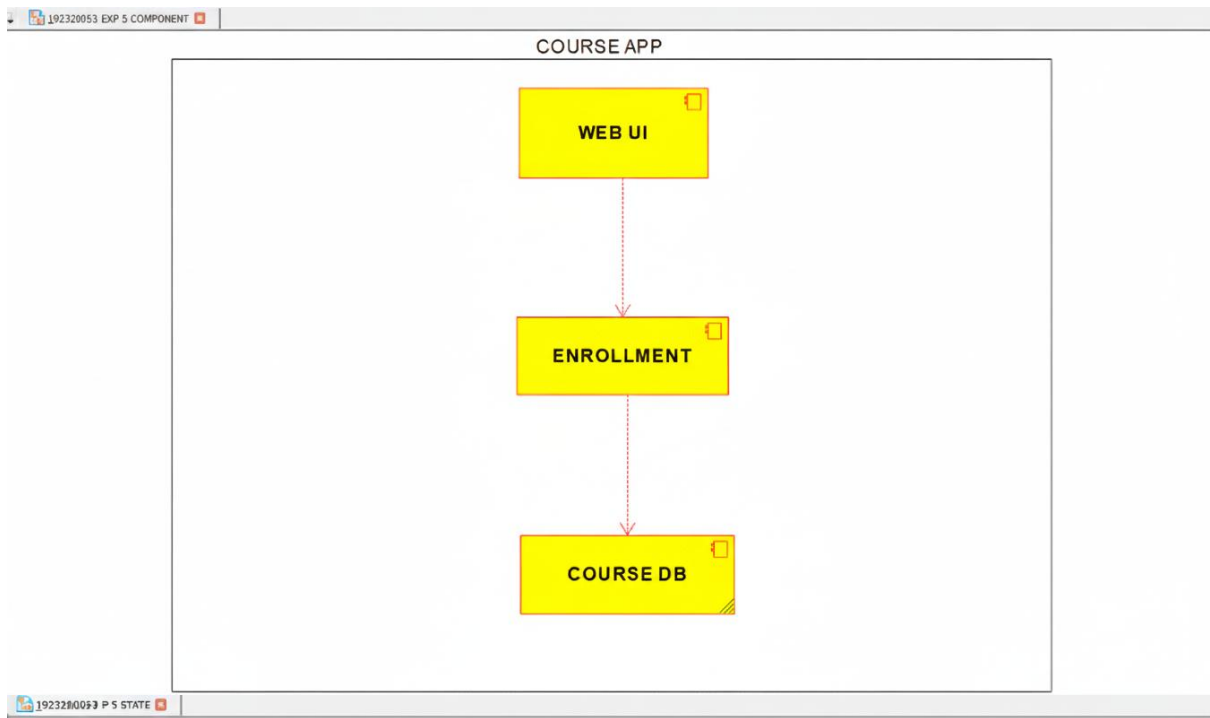 192320053 EXP 5 COMPONENT
COURSE APP
WEB UI
ENROLLMENT
COURSE DB
P 5 STATE